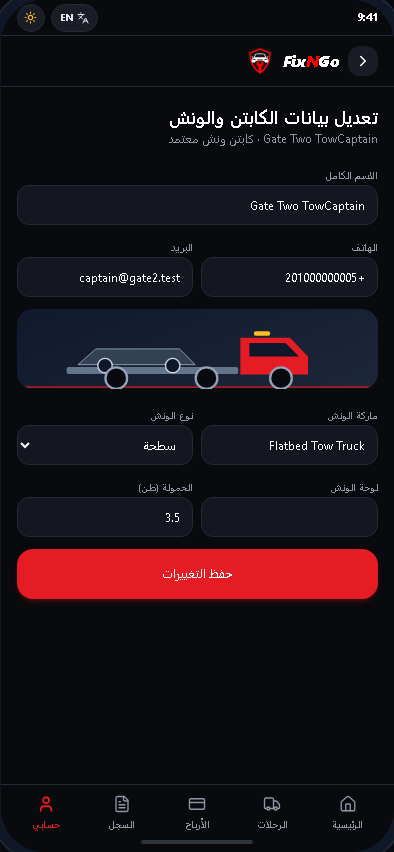 9:41
EN
FixNGo
تعديل بيانات الكابتن والونش
Gate Two TowCaptain · كابتن ونش معتمد
الاسم الكامل
Gate Two TowCaptain
الهاتف
البريد
201000000005+
captain@gate2.test
ماركة الونش
نوع الونش
Flatbed Tow Truck
سطحة
لوحة الونش
الحمولة (طن)
3.5
حفظ التغييرات
الرئيسية
الرحلات
الأرباح
السجل
حسابي